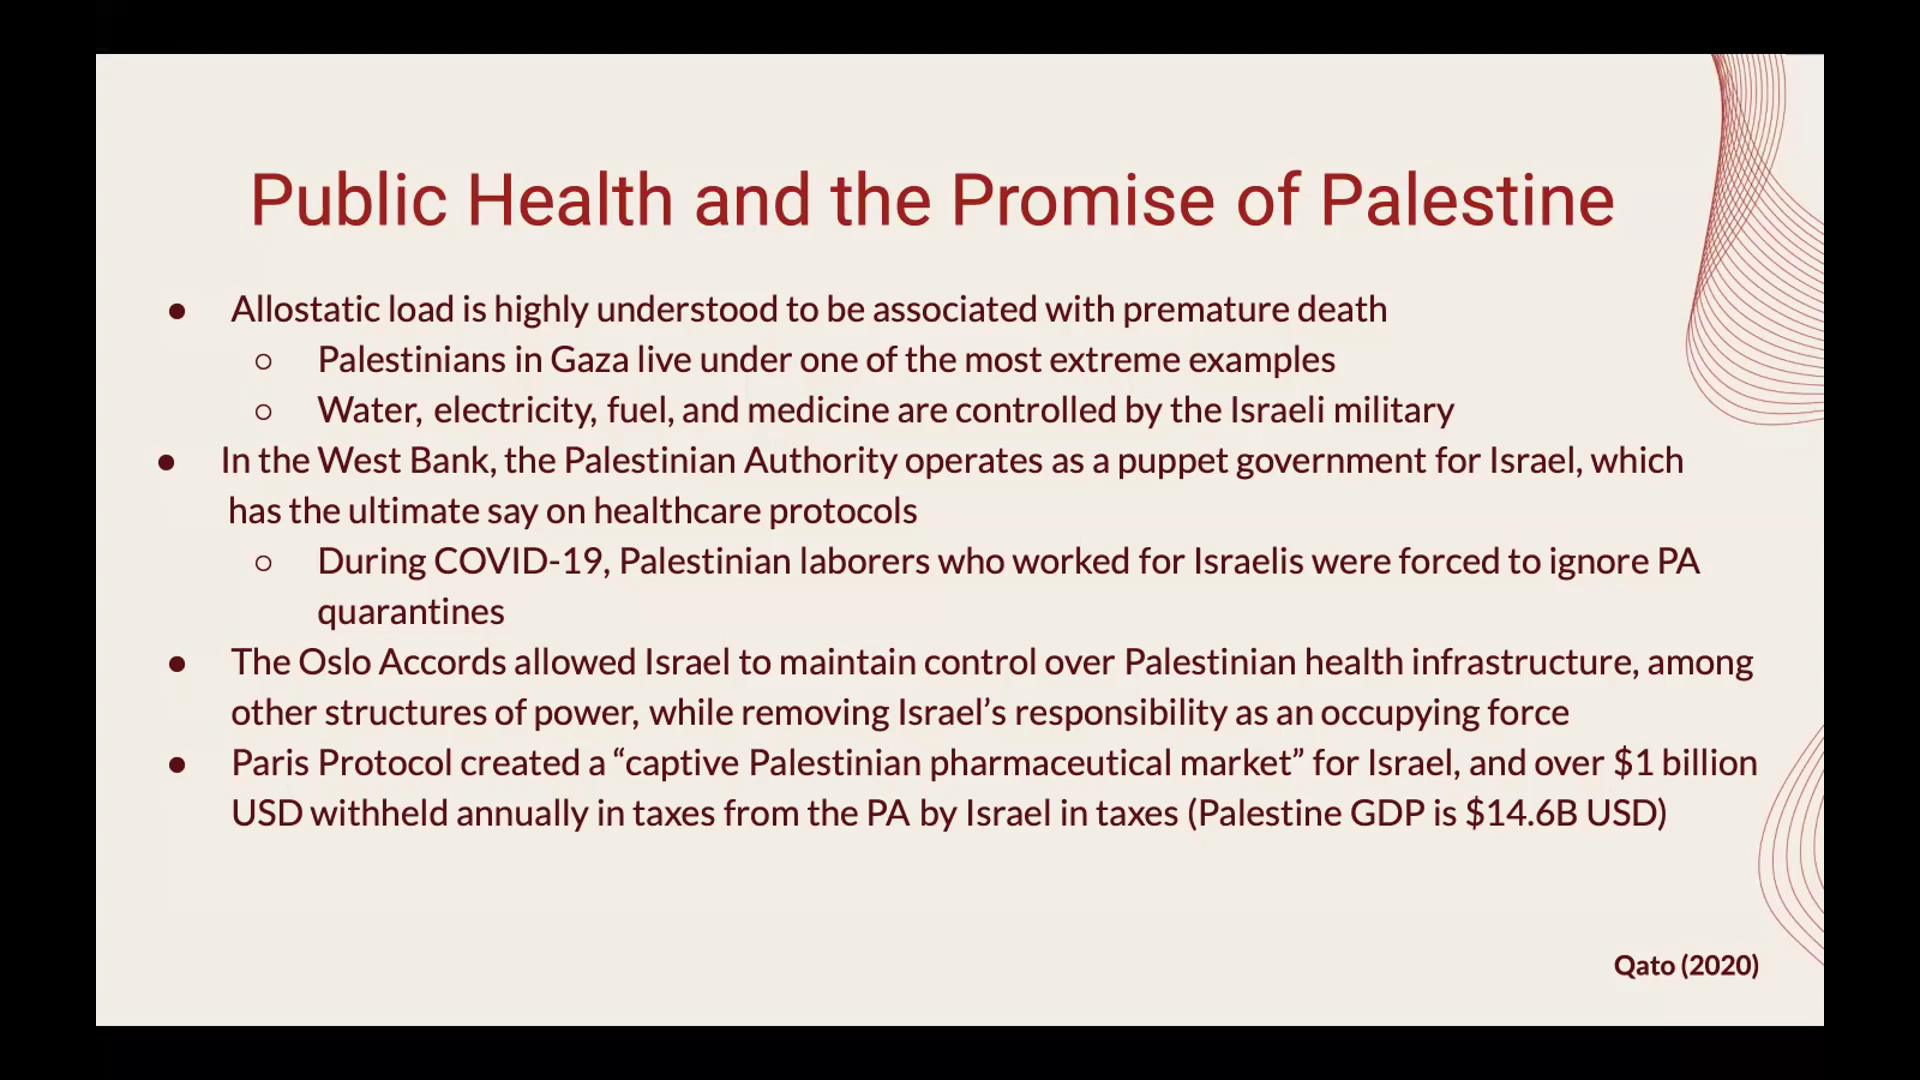 Public Health and the Promise of Palestine
● Allostatic load is highly understood to be associated with premature death
○ Palestinians in Gaza live under one of the most extreme examples
○ Water, electricity, fuel, and medicine are controlled by the Israeli military
● In the West Bank, the Palestinian Authority operates as a puppet government for Israel, which
has the ultimate say on healthcare protocols
○ During COVID-19, Palestinian laborers who worked for Israelis were forced to ignore PA
quarantines
● The Oslo Accords allowed Israel to maintain control over Palestinian health infrastructure, among
other structures of power, while removing Israel’s responsibility as an occupying force
● Paris Protocol created a “captive Palestinian pharmaceutical market” for Israel, and over $1 billion
USD withheld annually in taxes from the PA by Israel in taxes (Palestine GDP is $14.6B USD)
Qato (2020)